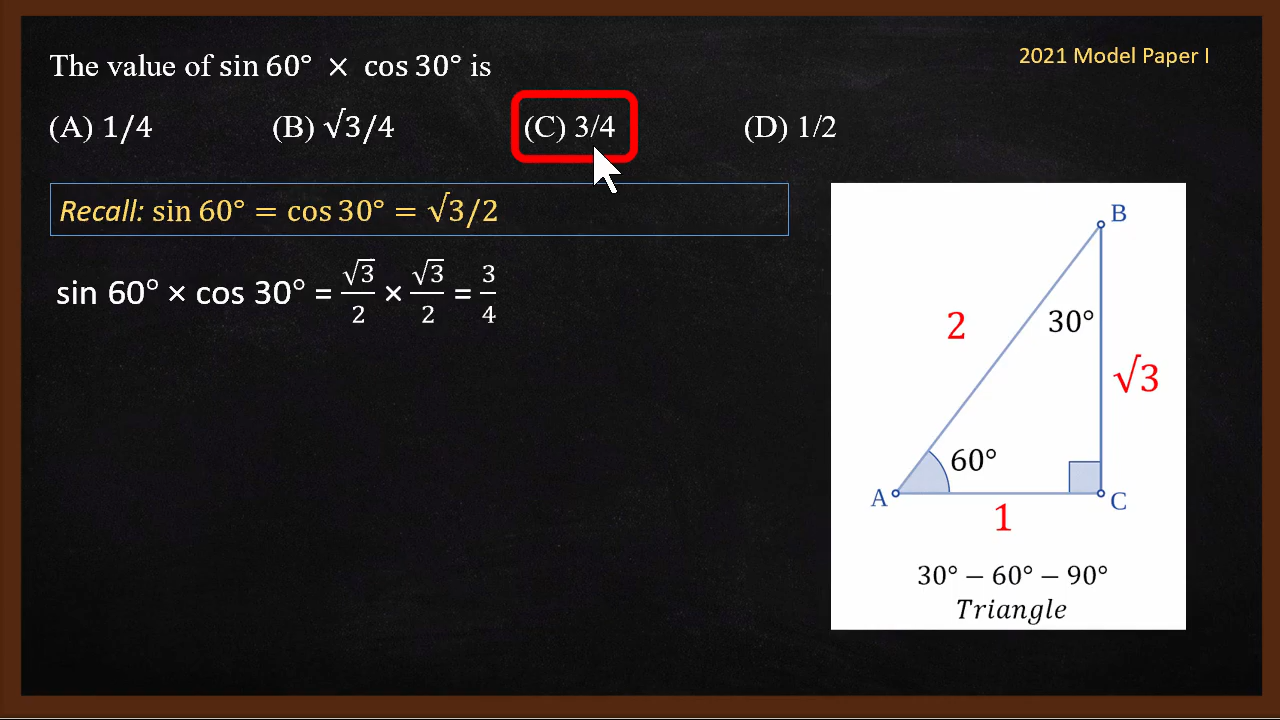 The value of sin 60° × cos 30° is
2021 Model Paper I
(A) 1/4 (B) √3/4 (C) 3/4 (D) 1/2
Recall: sin 60° = cos 30° = √3/2
sin 60° × cos 30° = √3/2 × √3/2 = 3/4
B
2
30°
√3
60°
A
C
1
30° − 60° − 90°
Triangle